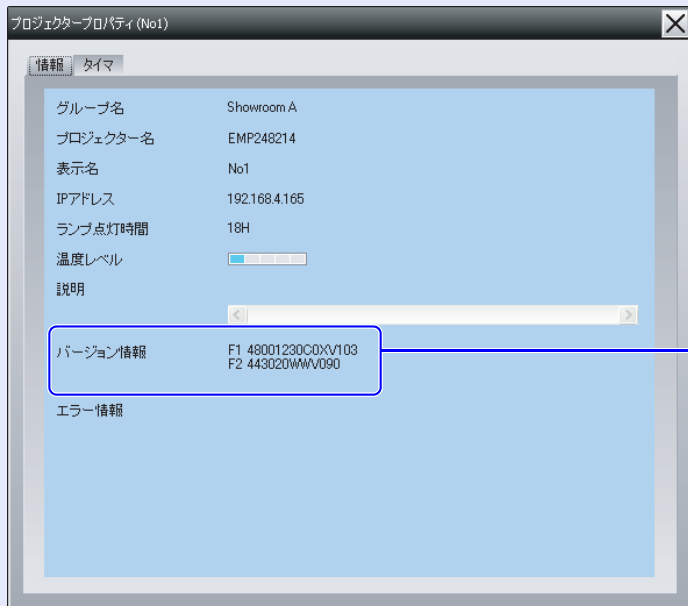 プロジェクタープロパティ(No1)
情報 タイマ
グループ名 Showroom A
プロジェクター名 EMP248214
表示名 No1
IPアドレス 192.168.4.165
ランプ点灯時間 18H
温度レベル
説明
バージョン情報 F1 48001230C0XV103
F2 443020WWV090
エラー情報